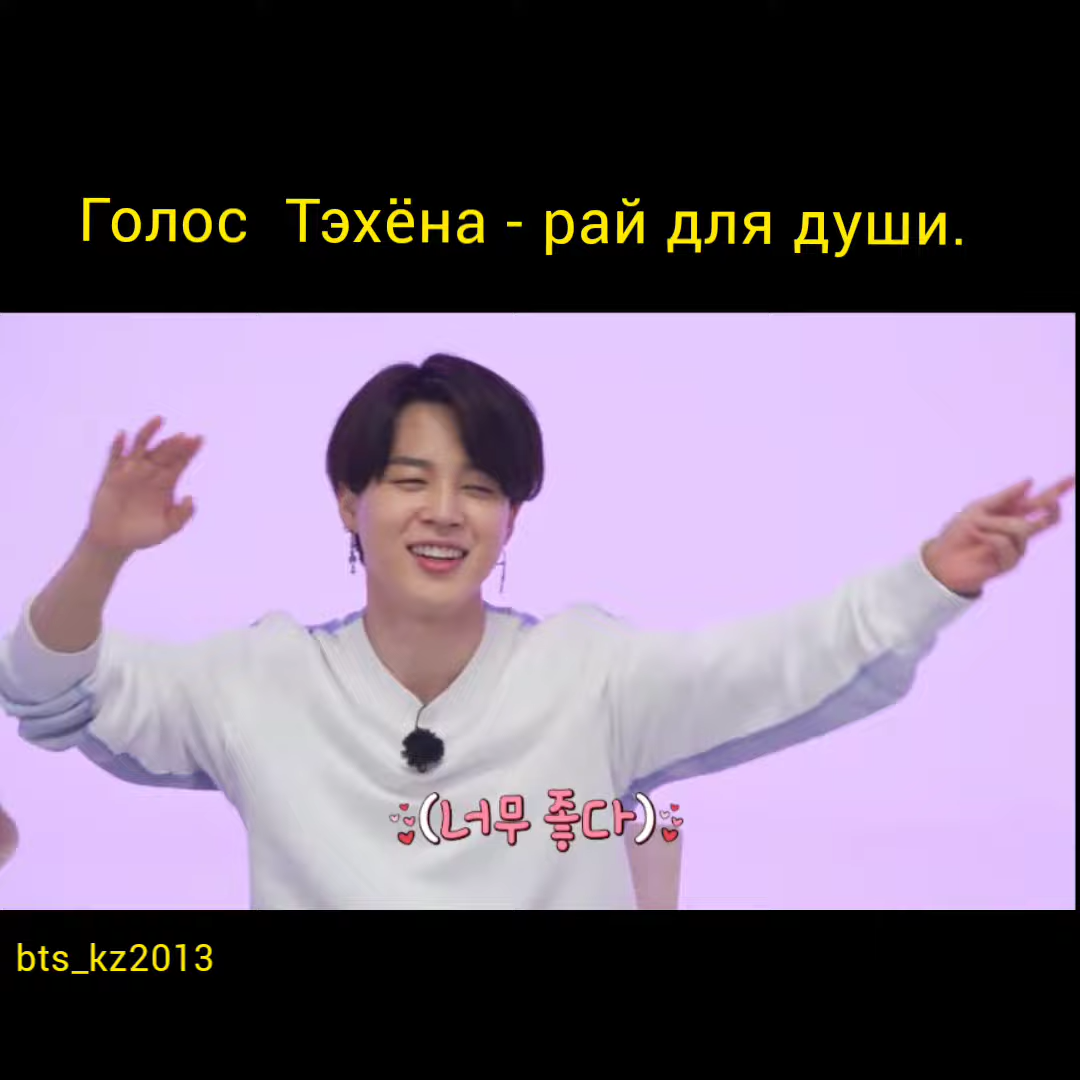 Голос Тэхёна - рай для души.
(너무 좋다)
bts_kz2013